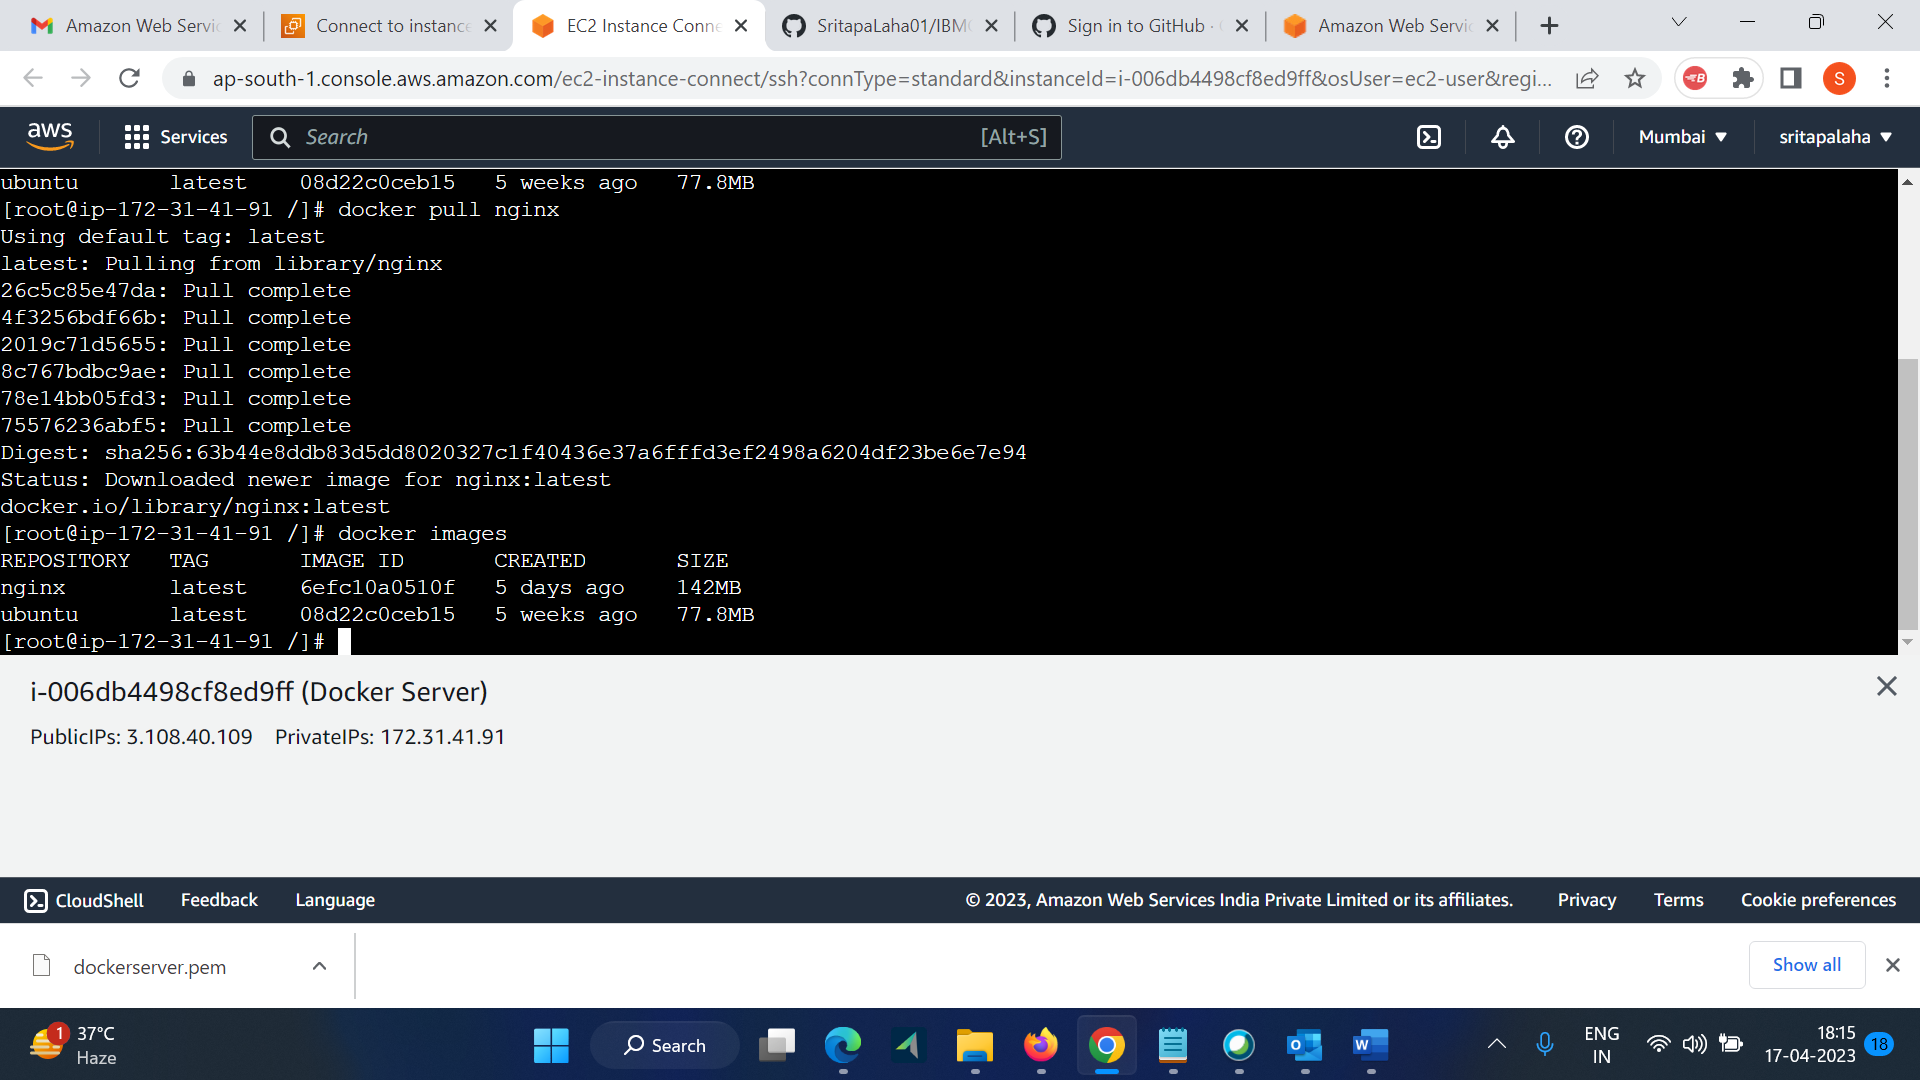 Amazon Web Servic
Connect to instance
EC2 Instance Conne
SritapaLaha01/IBM
Sign in to GitHub ·
Amazon Web Servic
ap-south-1.console.aws.amazon.com/ec2-instance-connect/ssh?connType=standard&instanceId=i-006db4498cf8ed9ff&osUser=ec2-user&regi...
B
S
aws
Services
Search
[Alt+S]
Mumbai
sritapalaha
ubuntu latest 08d22c0ceb15 5 weeks ago 77.8MB
[root@ip-172-31-41-91 /]# docker pull nginx
Using default tag: latest
latest: Pulling from library/nginx
26c5c85e47da: Pull complete
4f3256bdf66b: Pull complete
2019c71d5655: Pull complete
8c767bdbc9ae: Pull complete
78e14bb05fd3: Pull complete
75576236abf5: Pull complete
Digest: sha256:63b44e8ddb83d5dd8020327c1f40436e37a6fffd3ef2498a6204df23be6e7e94
Status: Downloaded newer image for nginx:latest
docker.io/library/nginx:latest
[root@ip-172-31-41-91 /]# docker images
REPOSITORY TAG IMAGE ID CREATED SIZE
nginx latest 6efc10a0510f 5 days ago 142MB
ubuntu latest 08d22c0ceb15 5 weeks ago 77.8MB
[root@ip-172-31-41-91 /]#
i-006db4498cf8ed9ff (Docker Server)
PublicIPs: 3.108.40.109 PrivateIPs: 172.31.41.91
CloudShell
Feedback
Language
© 2023, Amazon Web Services India Private Limited or its affiliates.
Privacy
Terms
Cookie preferences
dockerserver.pem
Show all
1
37°C
Haze
Search
ENG
IN
18:15
17-04-2023
18